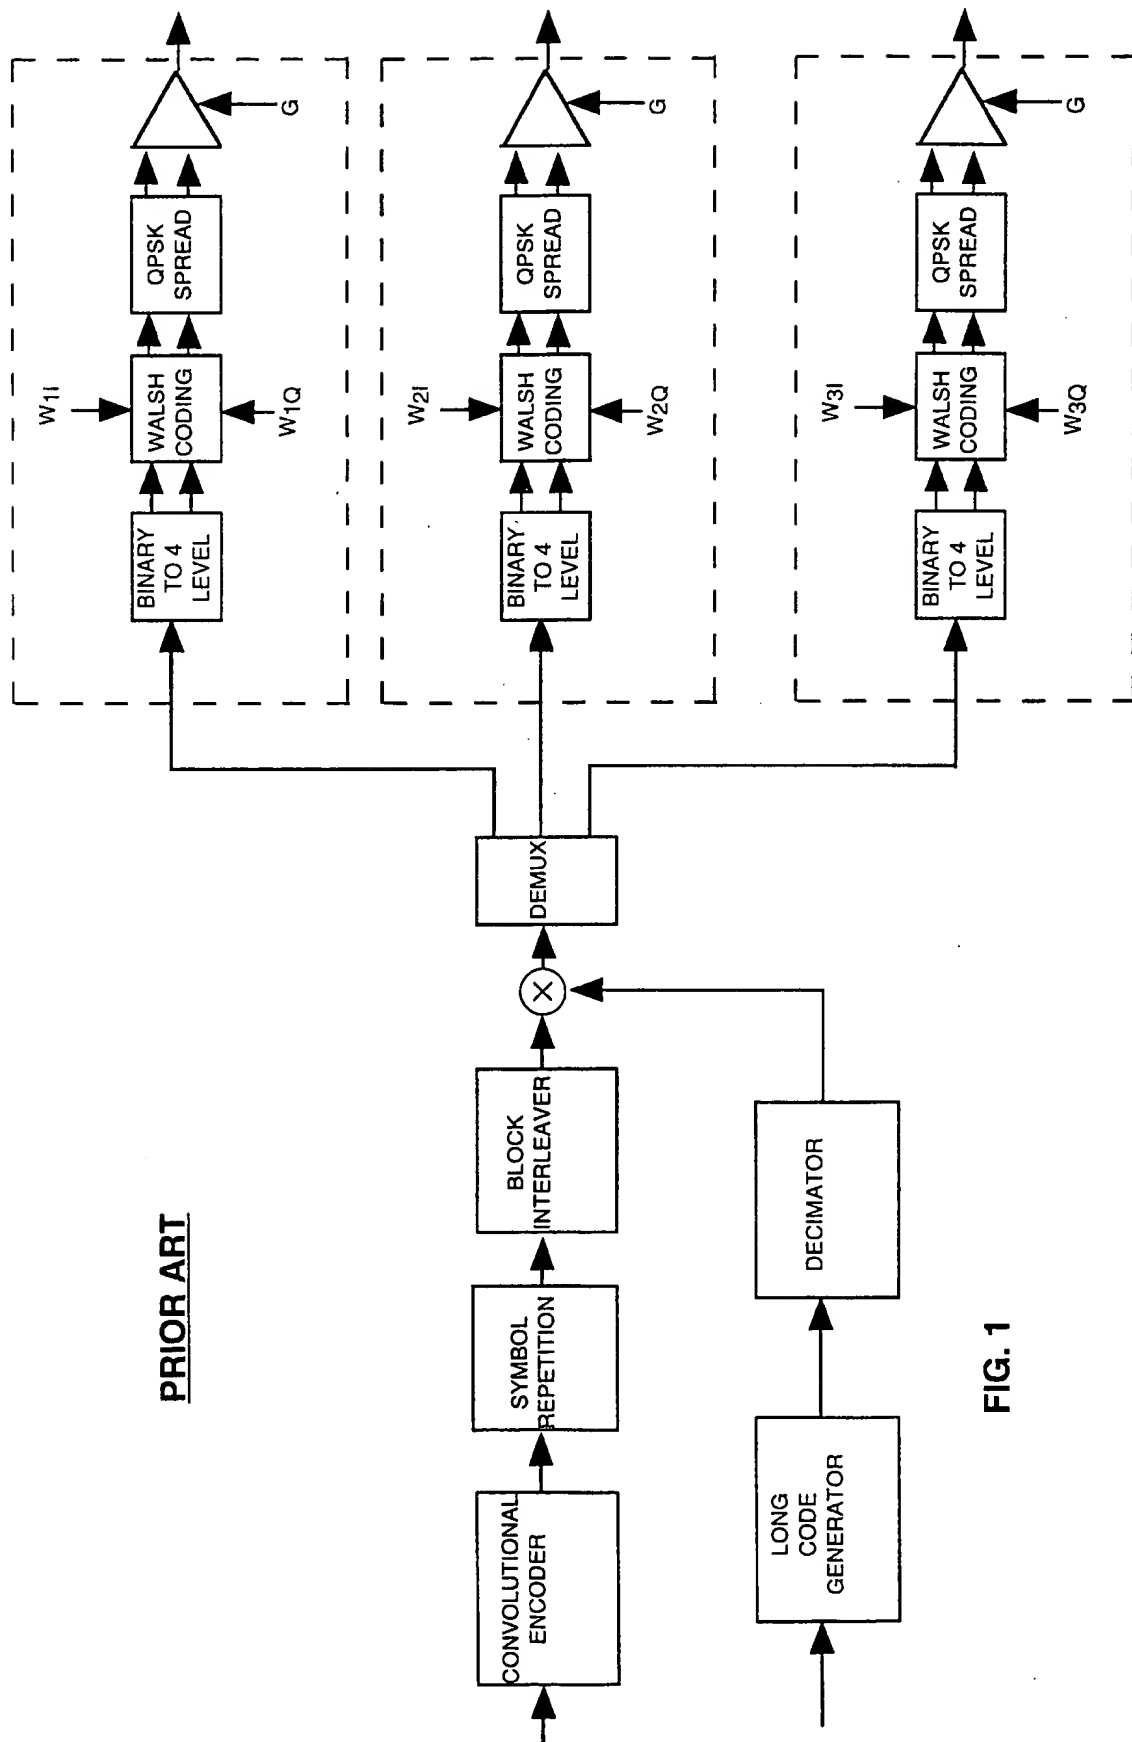 PRIOR ART
CONVOLUTIONAL
ENCODER
SYMBOL
REPETITION
BLOCK
INTERLEAVER
X
DEMUX
LONG
CODE
GENERATOR
DECIMATOR
BINARY
TO 4
LEVEL
W1I
WALSH
CODING
W1Q
QPSK
SPREAD
G
BINARY
TO 4
LEVEL
W2I
WALSH
CODING
W2Q
QPSK
SPREAD
G
BINARY
TO 4
LEVEL
W3I
WALSH
CODING
W3Q
QPSK
SPREAD
G
FIG. 1